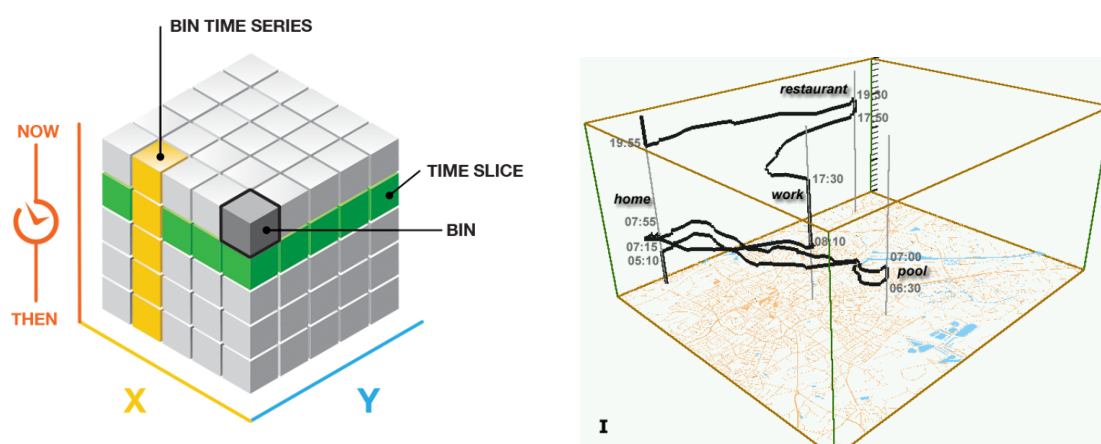 BIN TIME SERIES
NOW
TIME SLICE
BIN
THEN
X
Y
restaurant
19:30
17:50
19:55
17:30
home
work
07:55
08:10
07:15
07:00
05:10
pool
06:30
I